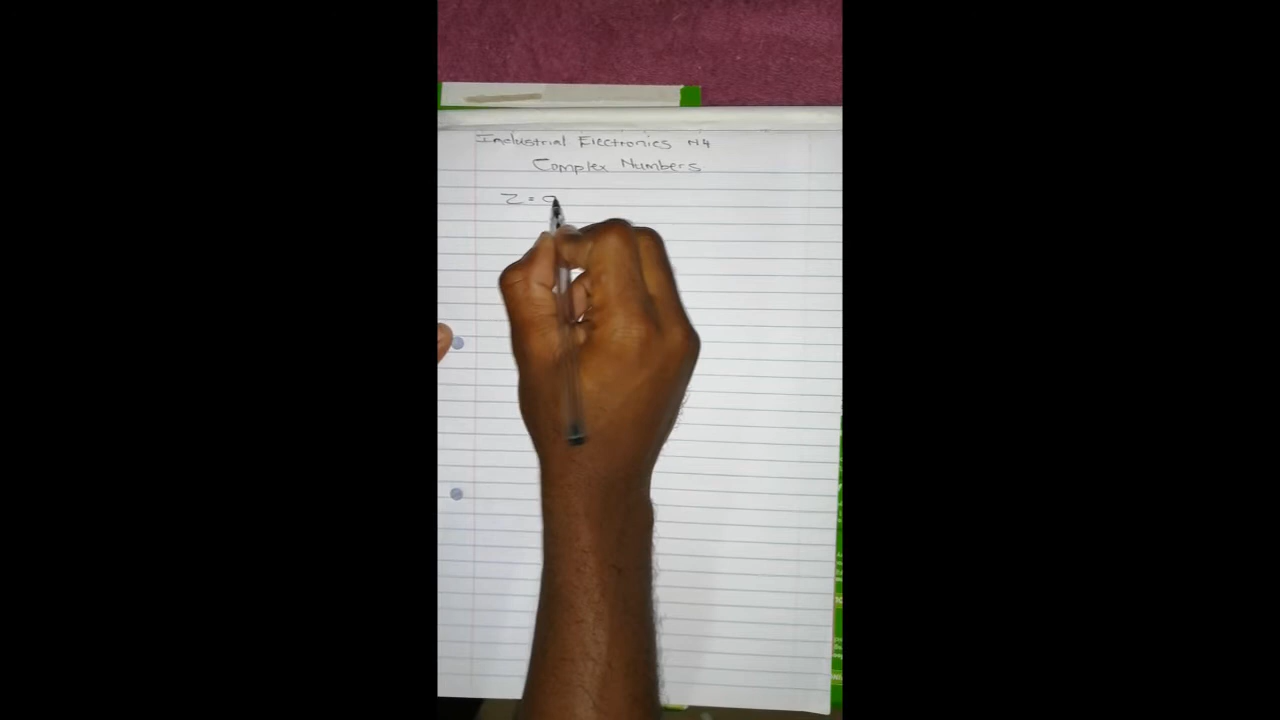 Industrial Electronics N4
Complex Numbers
Z = a